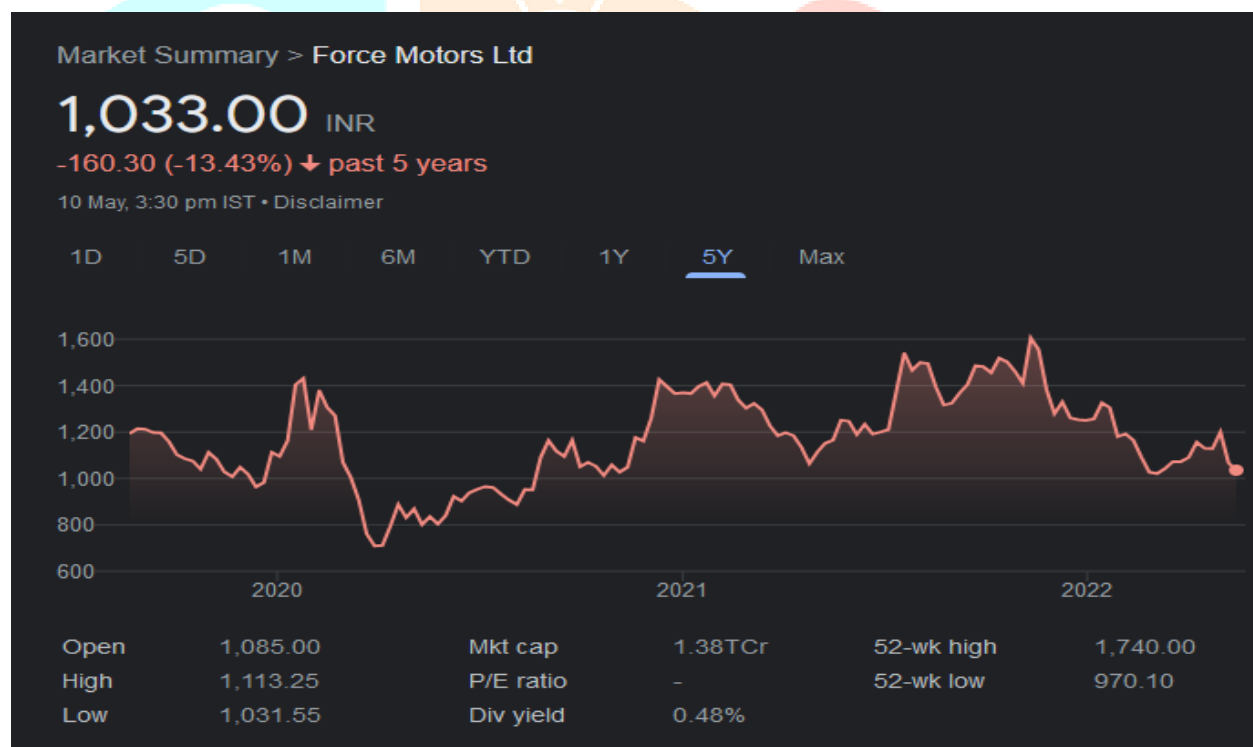 Market Summary > Force Motors Ltd
1,033.00 INR
-160.30 (-13.43%) ↓ past 5 years
10 May, 3:30 pm IST • Disclaimer
1D 5D 1M 6M YTD 1Y 5Y Max
1,600
1,400
1,200
1,000
800
600
2020 2021 2022
Open 1,085.00 Mkt cap 1.38TCr 52-wk high 1,740.00
High 1,113.25 P/E ratio - 52-wk low 970.10
Low 1,031.55 Div yield 0.48%